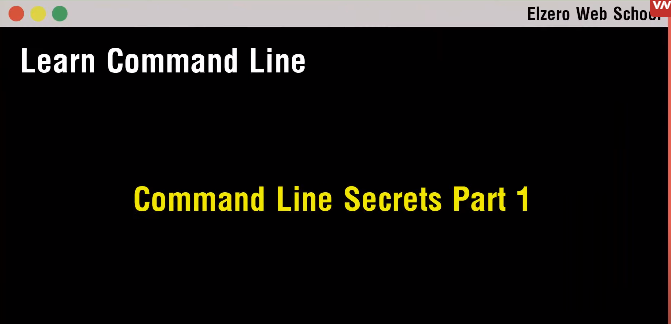 Elzero Web School
Learn Command Line
Command Line Secrets Part 1